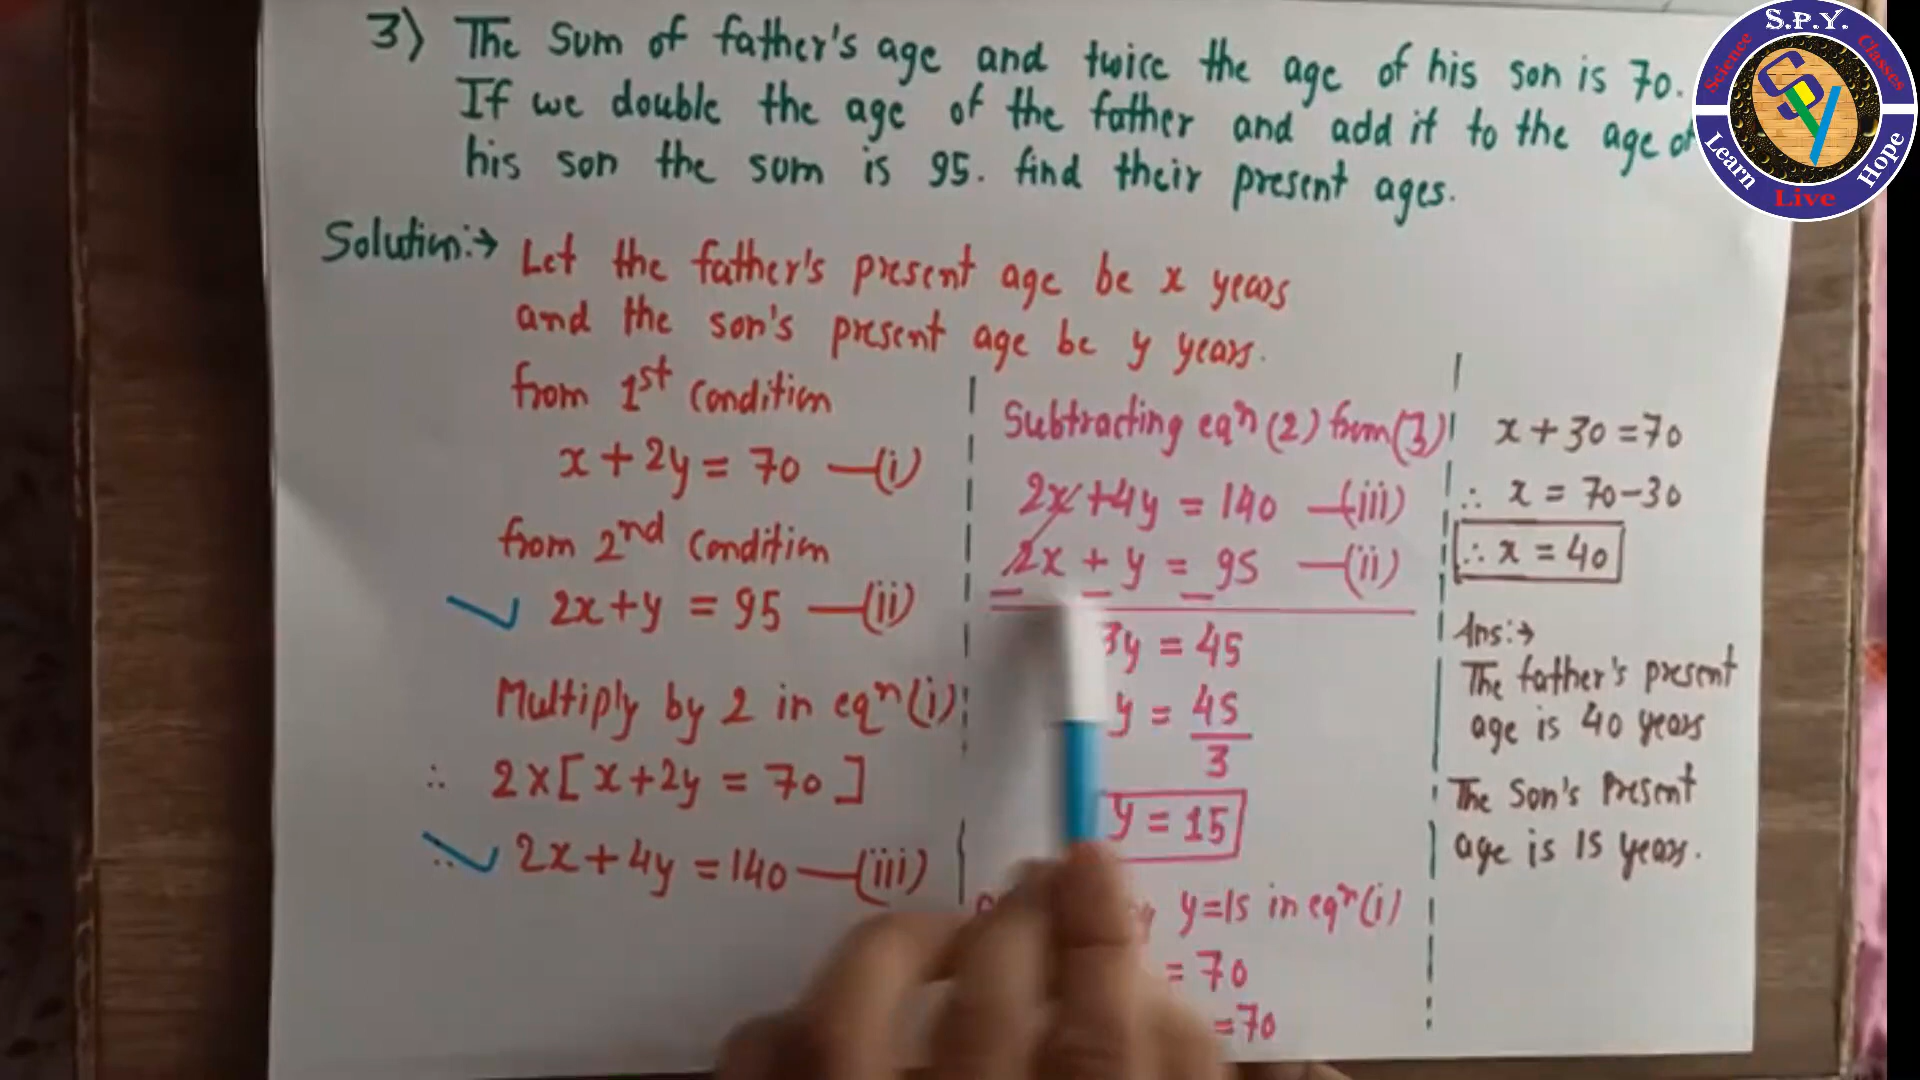 3) The sum of father's age and twice the age of his son is 70.
If we double the age of the father and add it to the age of
his son the sum is 95. find their present ages.
Solution:→ Let the father's present age be x years
and the son's present age be y years.
from 1st Condition
x + 2y = 70 —(i)
from 2nd Condition
2x + y = 95 —(ii)
Multiply by 2 in eqn (i)
∴ 2 x [ x + 2y = 70 ]
∴ 2x + 4y = 140 —(iii)
Subtracting eqn (2) from (3)
2x + 4y = 140 —(iii)
2x + y = 95 —(ii)
— — —
3y = 45
y = 45
3
y = 15
y = 15 in eqn (i)
= 70
= 70
x + 30 = 70
∴ x = 70 - 30
∴ x = 40
Ans:→
The father's present
age is 40 years
The Son's Present
age is 15 years.
S.P.Y.
Science
Classes
SPY
Learn
Live
Hope